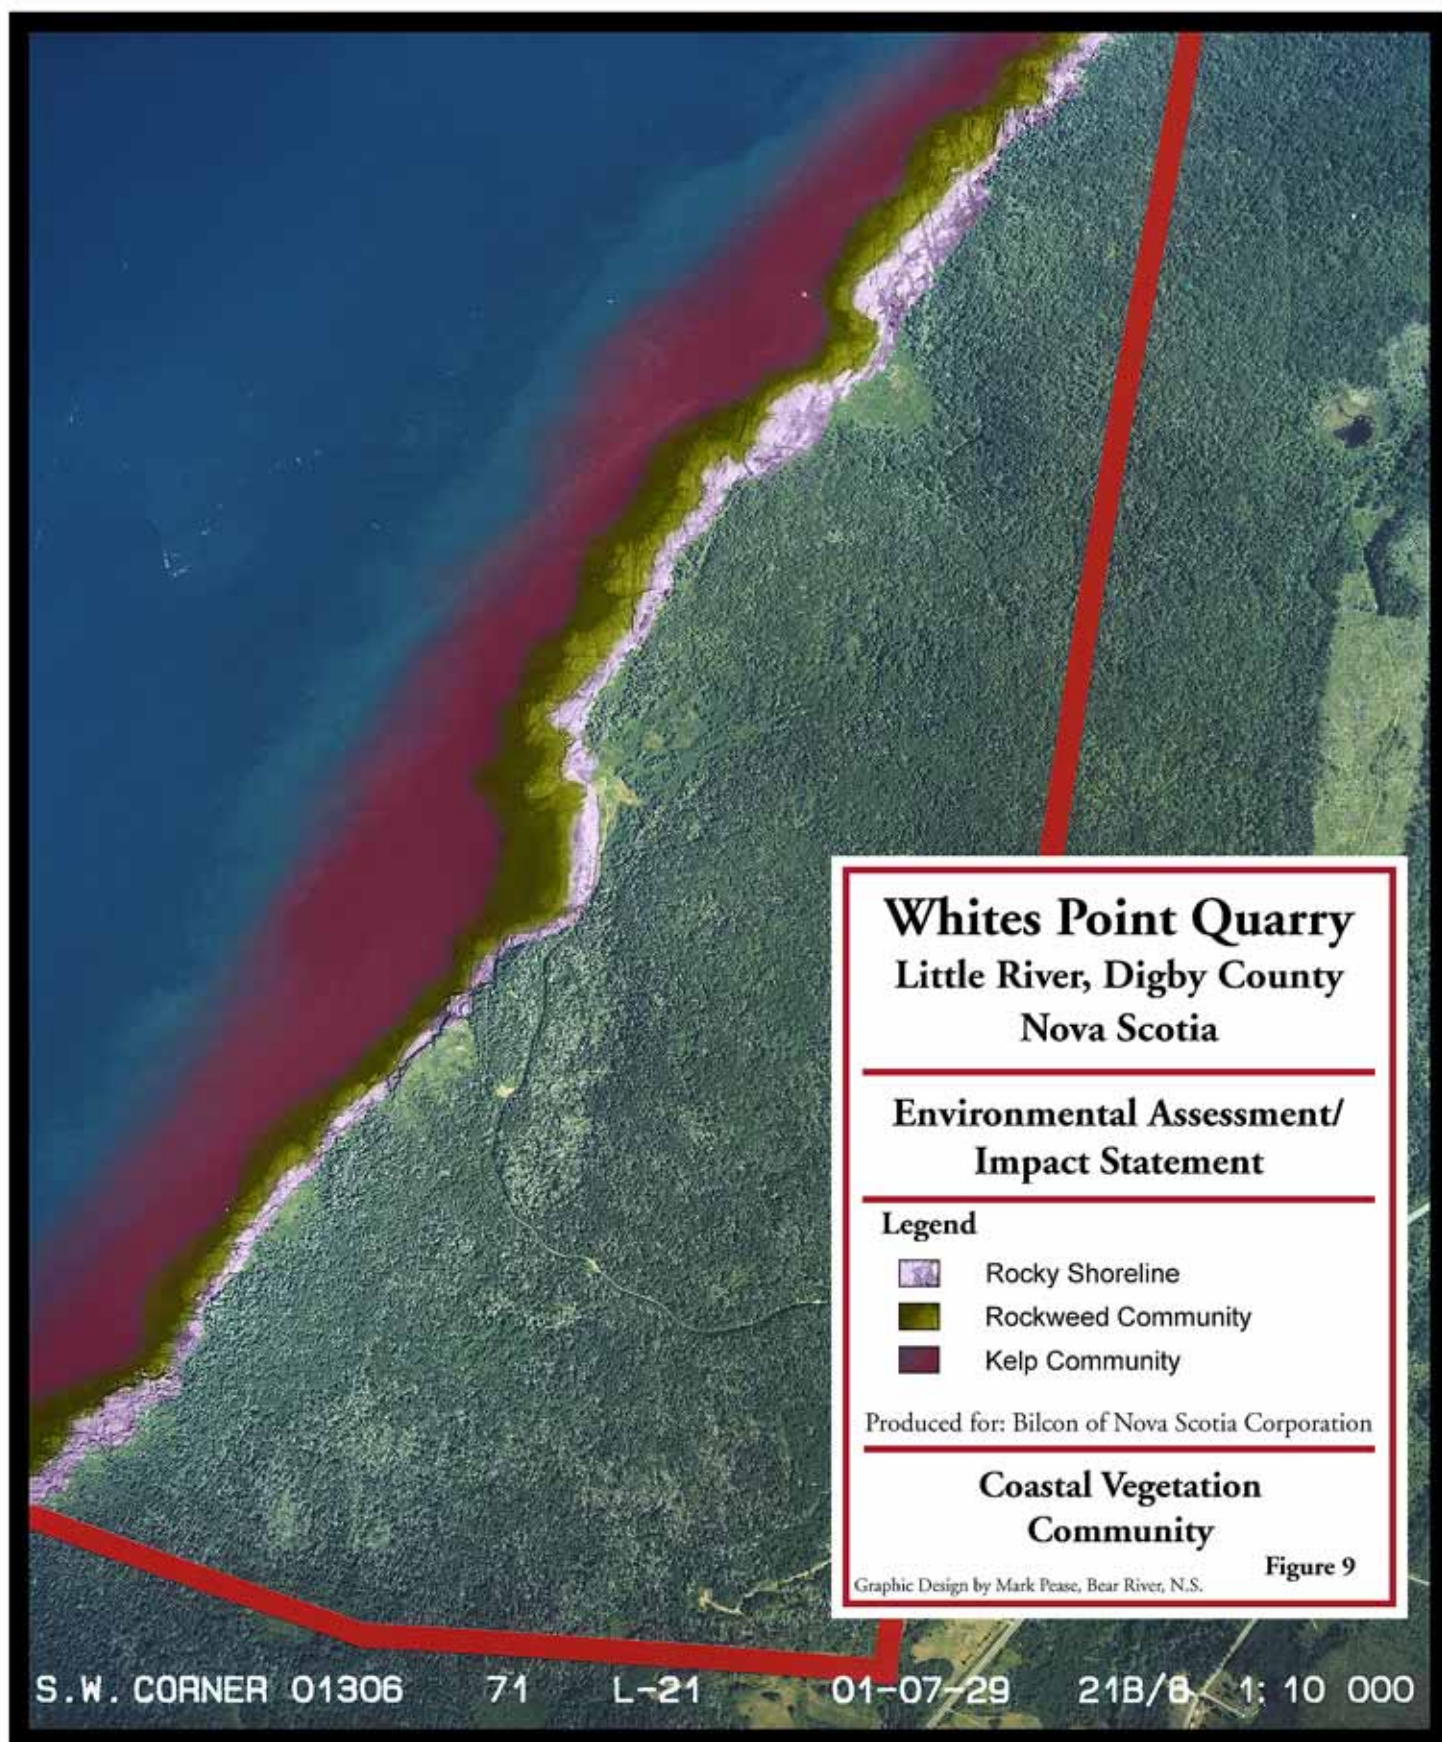 Whites Point Quarry
Little River, Digby County
Nova Scotia
Environmental Assessment/
Impact Statement
Legend
Rocky Shoreline
Rockweed Community
Kelp Community
Produced for: Bilcon of Nova Scotia Corporation
Coastal Vegetation
Community
Figure 9
Graphic Design by Mark Pease, Bear River, N.S.
S.W. CORNER 01306 71 L-21 01-07-29 21B/8 1: 10 000